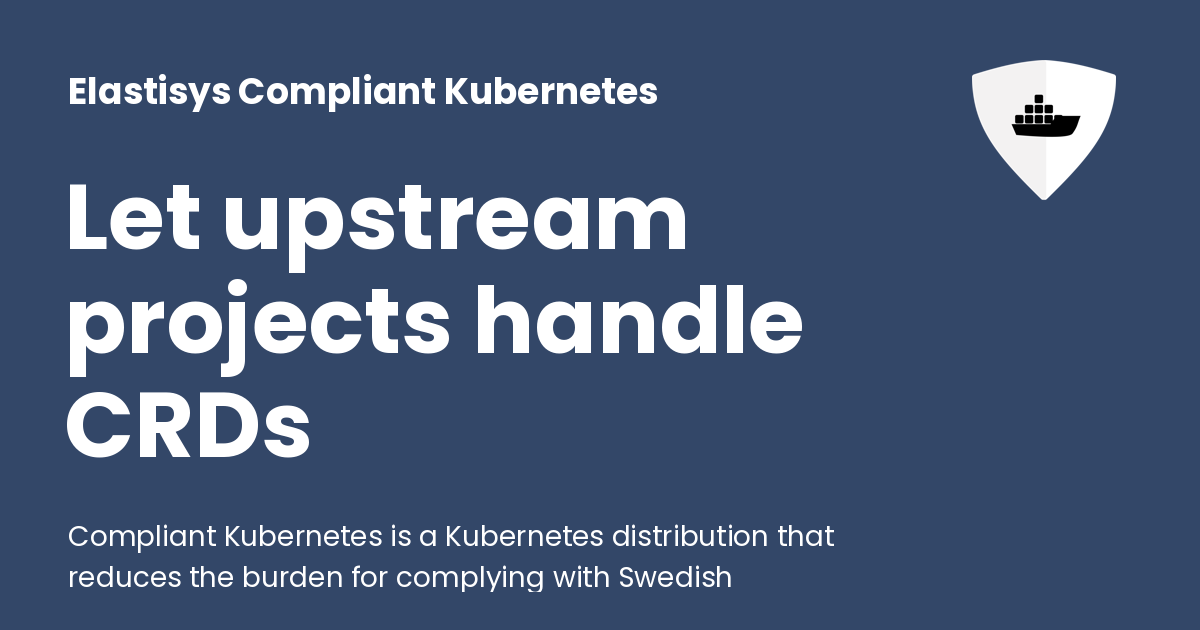 Elastisys Compliant Kubernetes
Let upstream
projects handle
CRDs
Compliant Kubernetes is a Kubernetes distribution that
reduces the burden for complying with Swedish